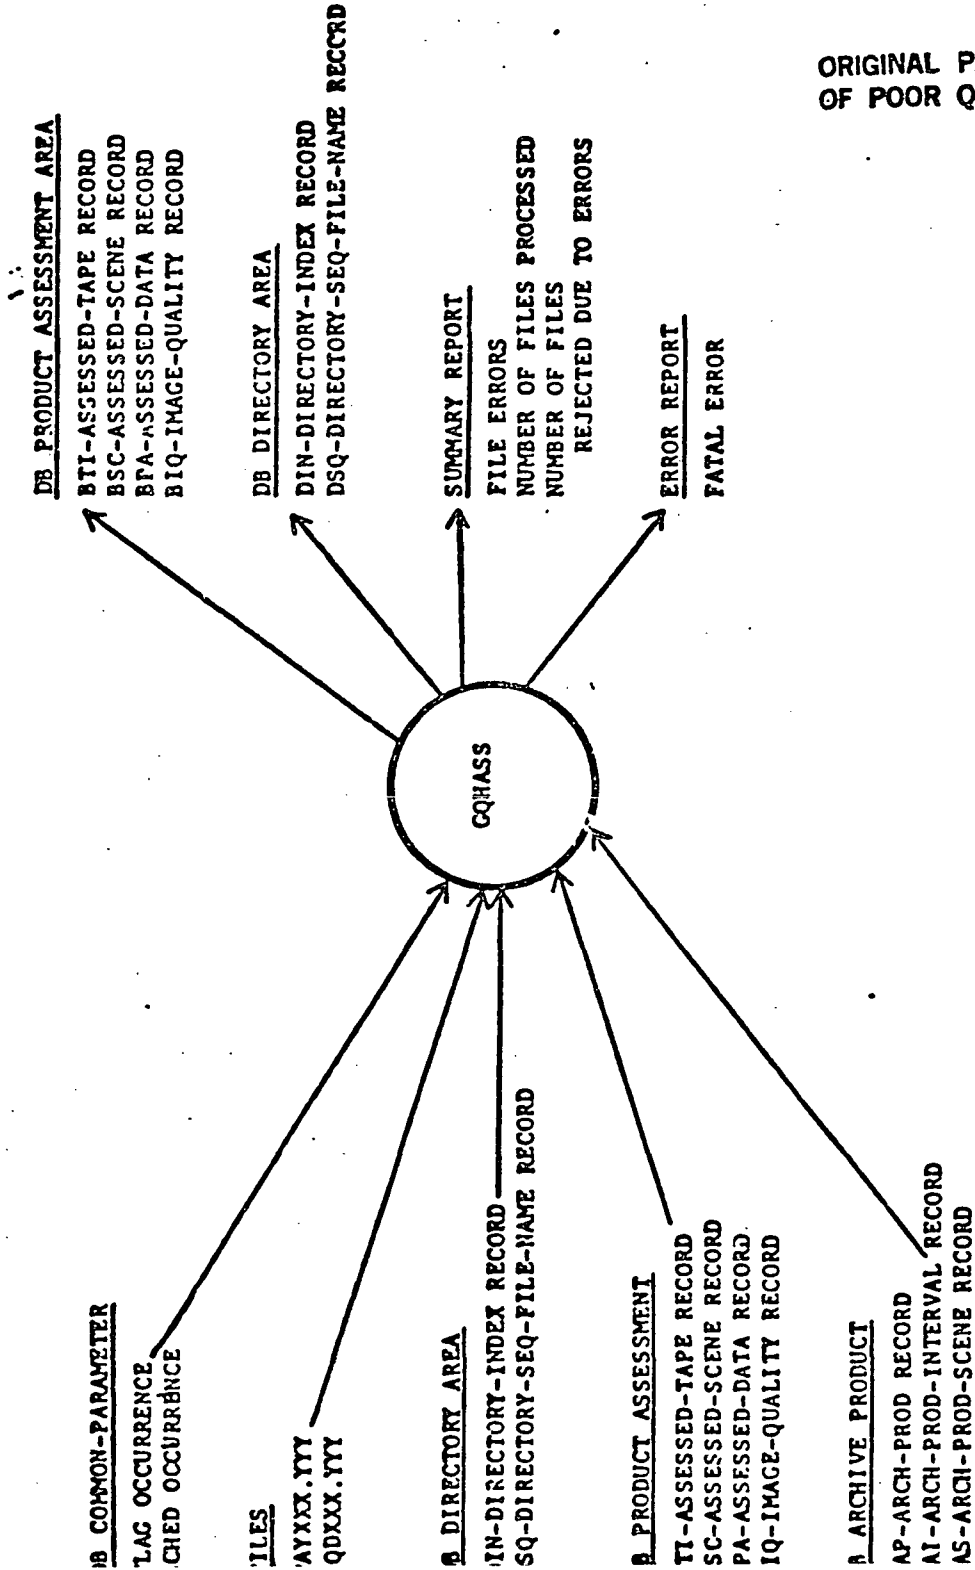 ORIGINAL P
OF POOR Q
DB COMMON-PARAMETER
LAG OCCURRENCE
CHED OCCURRENCE
ILES
AYXXX.YYY
QDXXX.YYY
B DIRECTORY AREA
IN-DIRECTORY-INDEX RECORD
SQ-DIRECTORY-SEQ-FILE-NAME RECORD
B PRODUCT ASSESSMENT
TI-ASSESSED-TAPE RECORD
SC-ASSESSED-SCENE RECORD
PA-ASSESSED-DATA RECORD
IQ-IMAGE-QUALITY RECORD
B ARCHIVE PRODUCT
AP-ARCH-PROD RECORD
AI-ARCH-PROD-INTERVAL RECORD
AS-ARCH-PROD-SCENE RECORD
CQHASS
DB PRODUCT ASSESSMENT AREA
BTI-ASSESSED-TAPE RECORD
BSC-ASSESSED-SCENE RECORD
BPA-ASSESSED-DATA RECORD
BIQ-IMAGE-QUALITY RECORD
DB DIRECTORY AREA
DIN-DIRECTORY-INDEX RECORD
DSQ-DIRECTORY-SEQ-FILE-NAME RECORD
SUMMARY REPORT
FILE ERRORS
NUMBER OF FILES PROCESSED
NUMBER OF FILES
REJECTED DUE TO ERRORS
ERROR REPORT
FATAL ERROR